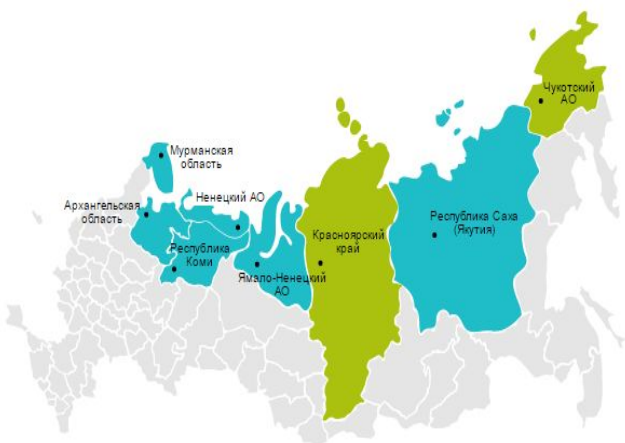 Чукотский
АО
Мурманская
область
Ненецкий АО
Архангельская
область
Республика Саха
(Якутия)
Красноярский
край
Республика
Коми
Ямало-Ненецкий
АО